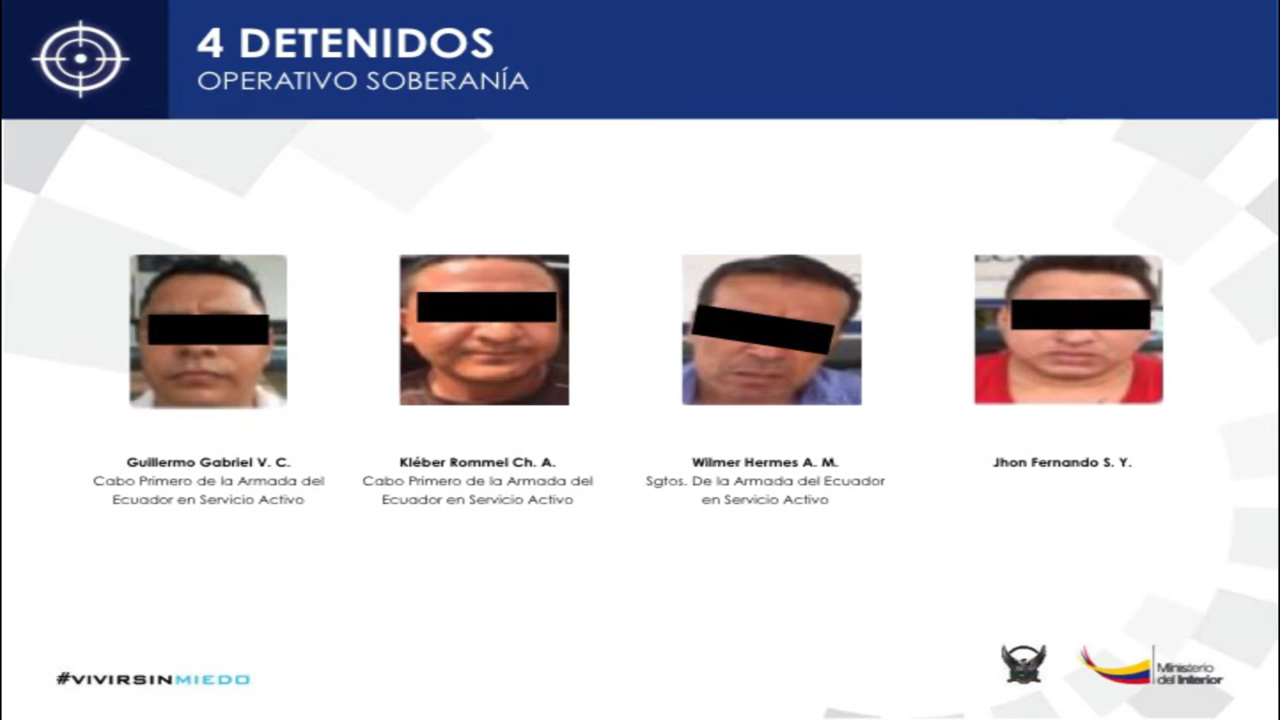 4 DETENIDOS
OPERATIVO SOBERANÍA
Guillermo Gabriel V. C.
Cabo Primero de la Armada del
Ecuador en Servicio Activo
Kléber Rommel Ch. A.
Cabo Primero de la Armada del
Ecuador en Servicio Activo
Wilmer Hermes A. M.
Sgtos. De la Armada del Ecuador
en Servicio Activo
Jhon Fernando S. Y.
#VIVIRSINMIEDO
Ministerio
del Interior